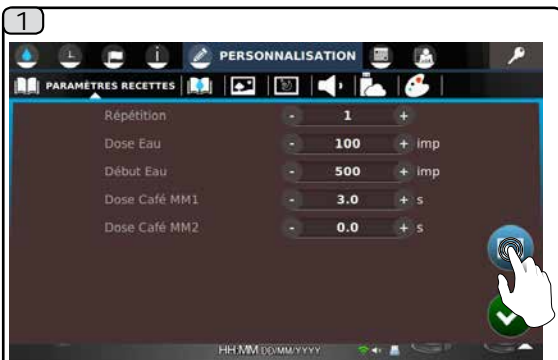 1
PERSONNALISATION
PARAMÈTRES RECETTES
Répétition - 1 +
Dose Eau - 100 + imp
Début Eau - 500 + imp
Dose Café MM1 - 3.0 + s
Dose Café MM2 - 0.0 + s
HH:MM DD/MM/YYYY